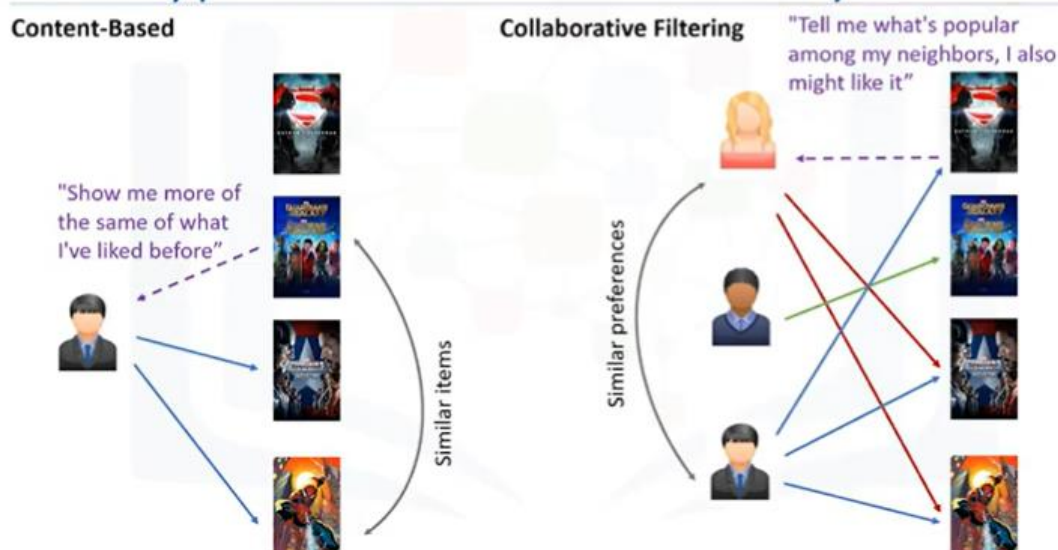 Content-Based
Collaborative Filtering
"Tell me what's popular
among my neighbors, I also
might like it”
"Show me more of
the same of what
I've liked before”
Similar items
Similar preferences